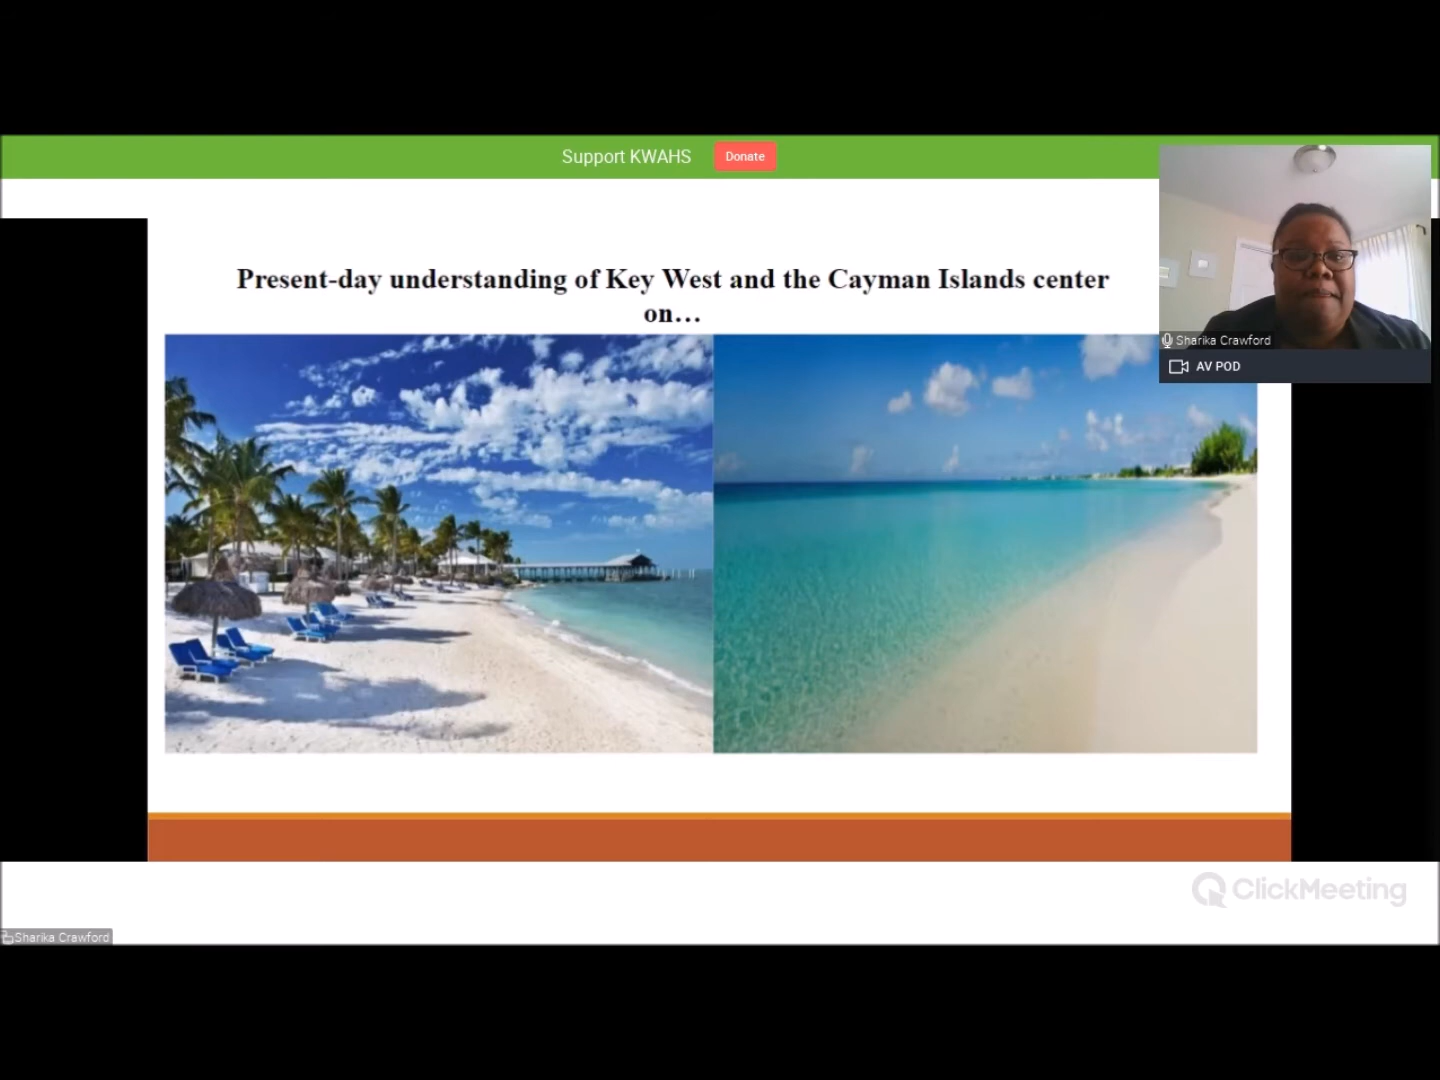 Support KWAHS
Donate
Present-day understanding of Key West and the Cayman Islands center
on…
Sharika Crawford
AV POD
ClickMeeting
Sharika Crawford